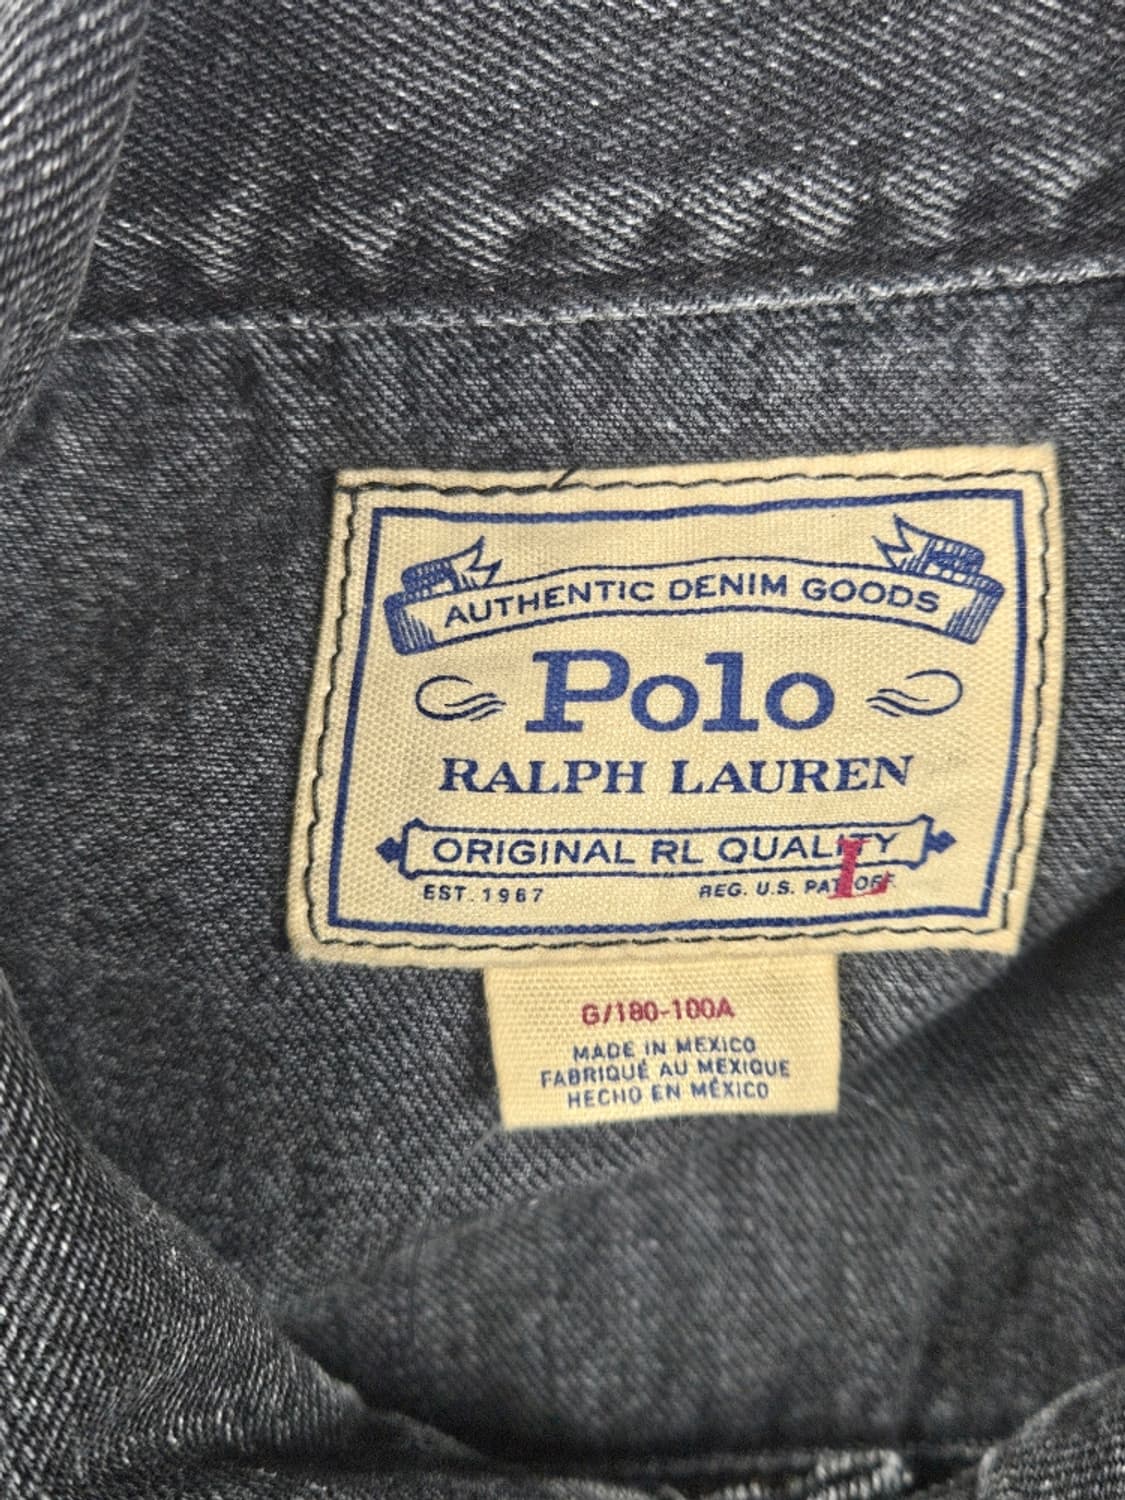 AUTHENTIC DENIM GOODS
Polo
RALPH LAUREN
ORIGINAL RL QUALITY
EST. 1967 REG. U.S. PAT. OFF.
L
G/180-100A
MADE IN MEXICO
FABRIQUÉ AU MEXIQUE
HECHO EN MÉXICO